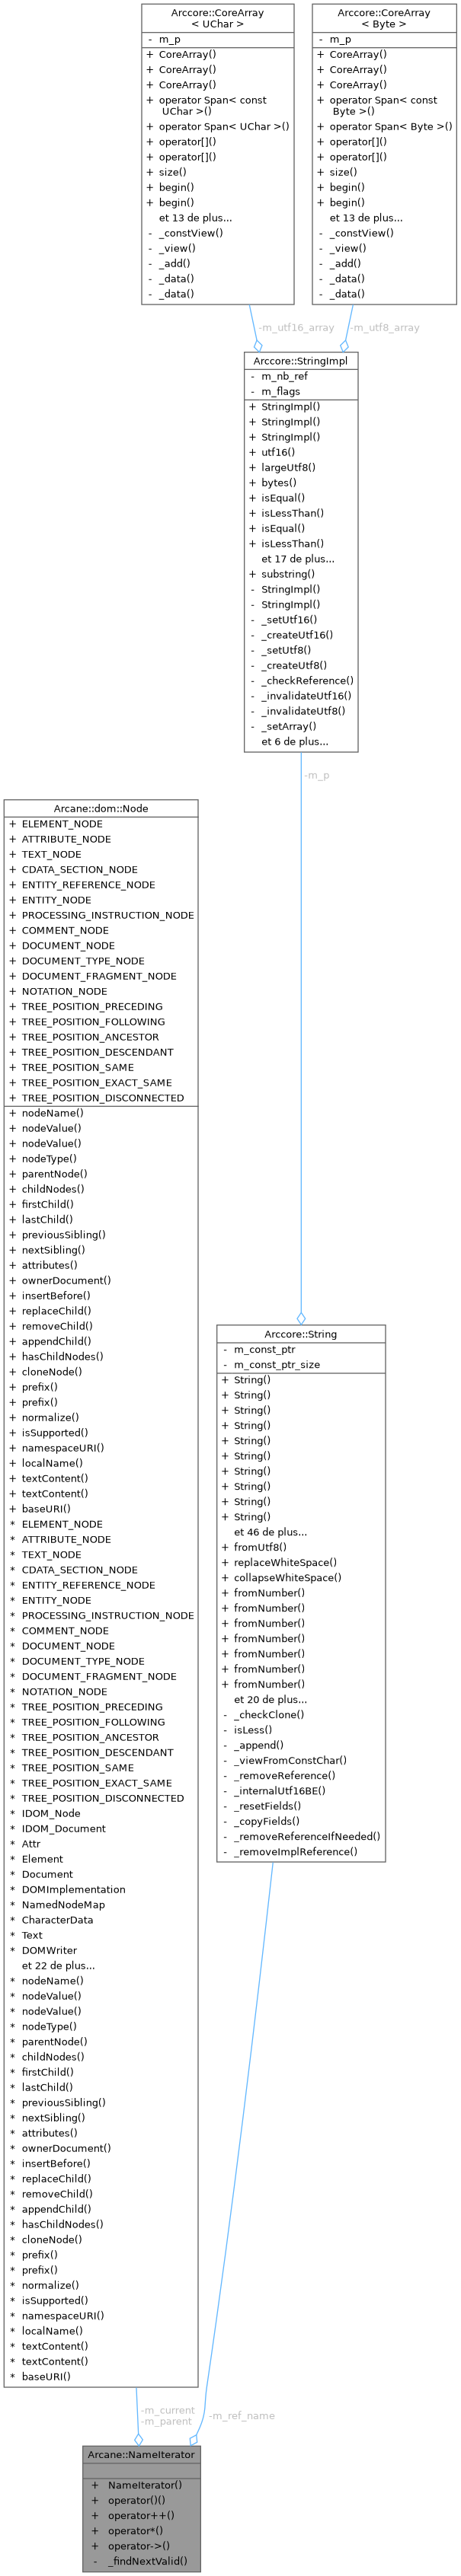 Arccore::CoreArray
< UChar >
- m_p
+ CoreArray()
+ CoreArray()
+ CoreArray()
+ operator Span< const
UChar >()
+ operator Span< UChar >()
+ operator[]()
+ operator[]()
+ size()
+ begin()
+ begin()
et 13 de plus...
- _constView()
- _view()
- _add()
- _data()
- _data()
Arccore::CoreArray
< Byte >
- m_p
+ CoreArray()
+ CoreArray()
+ CoreArray()
+ operator Span< const
Byte >()
+ operator Span< Byte >()
+ operator[]()
+ operator[]()
+ size()
+ begin()
+ begin()
et 13 de plus...
- _constView()
- _view()
- _add()
- _data()
- _data()
-m_utf16_array
-m_utf8_array
Arccore::StringImpl
- m_nb_ref
- m_flags
+ StringImpl()
+ StringImpl()
+ StringImpl()
+ utf16()
+ largeUtf8()
+ bytes()
+ isEqual()
+ isLessThan()
+ isEqual()
+ isLessThan()
et 17 de plus...
+ substring()
- StringImpl()
- StringImpl()
- _setUtf16()
- _createUtf16()
- _setUtf8()
- _createUtf8()
- _checkReference()
- _invalidateUtf16()
- _invalidateUtf8()
- _setArray()
et 6 de plus...
-m_p
Arcane::dom::Node
+ ELEMENT_NODE
+ ATTRIBUTE_NODE
+ TEXT_NODE
+ CDATA_SECTION_NODE
+ ENTITY_REFERENCE_NODE
+ ENTITY_NODE
+ PROCESSING_INSTRUCTION_NODE
+ COMMENT_NODE
+ DOCUMENT_NODE
+ DOCUMENT_TYPE_NODE
+ DOCUMENT_FRAGMENT_NODE
+ NOTATION_NODE
+ TREE_POSITION_PRECEDING
+ TREE_POSITION_FOLLOWING
+ TREE_POSITION_ANCESTOR
+ TREE_POSITION_DESCENDANT
+ TREE_POSITION_SAME
+ TREE_POSITION_EXACT_SAME
+ TREE_POSITION_DISCONNECTED
+ nodeName()
+ nodeValue()
+ nodeValue()
+ nodeType()
+ parentNode()
+ childNodes()
+ firstChild()
+ lastChild()
+ previousSibling()
+ nextSibling()
+ attributes()
+ ownerDocument()
+ insertBefore()
+ replaceChild()
+ removeChild()
+ appendChild()
+ hasChildNodes()
+ cloneNode()
+ prefix()
+ prefix()
+ normalize()
+ isSupported()
+ namespaceURI()
+ localName()
+ textContent()
+ textContent()
+ baseURI()
* ELEMENT_NODE
* ATTRIBUTE_NODE
* TEXT_NODE
* CDATA_SECTION_NODE
* ENTITY_REFERENCE_NODE
* ENTITY_NODE
* PROCESSING_INSTRUCTION_NODE
* COMMENT_NODE
* DOCUMENT_NODE
* DOCUMENT_TYPE_NODE
* DOCUMENT_FRAGMENT_NODE
* NOTATION_NODE
* TREE_POSITION_PRECEDING
* TREE_POSITION_FOLLOWING
* TREE_POSITION_ANCESTOR
* TREE_POSITION_DESCENDANT
* TREE_POSITION_SAME
* TREE_POSITION_EXACT_SAME
* TREE_POSITION_DISCONNECTED
* IDOM_Node
* IDOM_Document
* Attr
* Element
* Document
* DOMImplementation
* NamedNodeMap
* CharacterData
* Text
* DOMWriter
et 22 de plus...
* nodeName()
* nodeValue()
* nodeValue()
* nodeType()
* parentNode()
* childNodes()
* firstChild()
* lastChild()
* previousSibling()
* nextSibling()
* attributes()
* ownerDocument()
* insertBefore()
* replaceChild()
* removeChild()
* appendChild()
* hasChildNodes()
* cloneNode()
* prefix()
* prefix()
* normalize()
* isSupported()
* namespaceURI()
* localName()
* textContent()
* textContent()
* baseURI()
Arccore::String
- m_const_ptr
- m_const_ptr_size
+ String()
+ String()
+ String()
+ String()
+ String()
+ String()
+ String()
+ String()
+ String()
+ String()
et 46 de plus...
+ fromUtf8()
+ replaceWhiteSpace()
+ collapseWhiteSpace()
+ fromNumber()
+ fromNumber()
+ fromNumber()
+ fromNumber()
+ fromNumber()
+ fromNumber()
+ fromNumber()
et 20 de plus...
- _checkClone()
- isLess()
- _append()
- _viewFromConstChar()
- _removeReference()
- _internalUtf16BE()
- _resetFields()
- _copyFields()
- _removeReferenceIfNeeded()
- _removeImplReference()
-m_current
-m_parent
-m_ref_name
Arcane::NameIterator
+ NameIterator()
+ operator()()
+ operator++()
+ operator*()
+ operator->()
- _findNextValid()